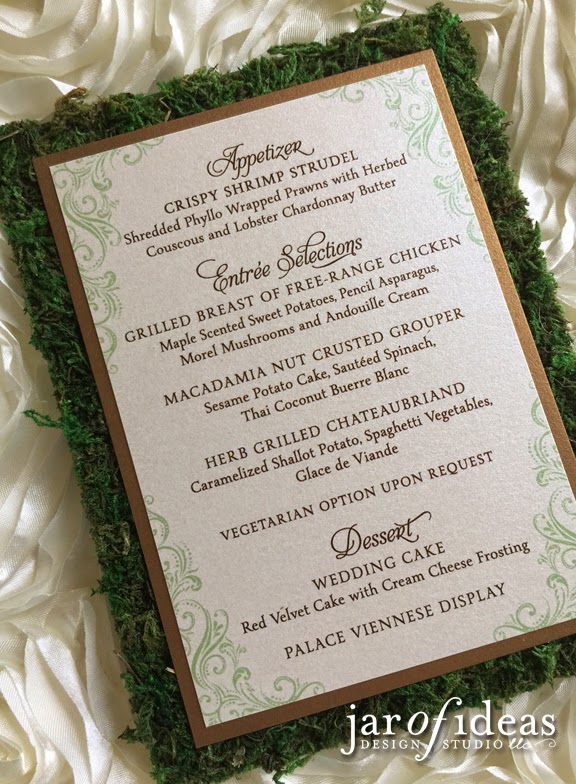 Appetizer
CRISPY SHRIMP STRUDEL
Shredded Phyllo Wrapped Prawns with Herbed
Couscous and Lobster Chardonnay Butter
Entrée Selections
GRILLED BREAST OF FREE-RANGE CHICKEN
Maple Scented Sweet Potatoes, Pencil Asparagus,
Morel Mushrooms and Andouille Cream
MACADAMIA NUT CRUSTED GROUPER
Sesame Potato Cake, Sautéed Spinach,
Thai Coconut Buerre Blanc
HERB GRILLED CHATEAUBRIAND
Caramelized Shallot Potato, Spaghetti Vegetables,
Glace de Viande
VEGETARIAN OPTION UPON REQUEST
Dessert
WEDDING CAKE
Red Velvet Cake with Cream Cheese Frosting
PALACE VIENNESE DISPLAY
jar of ideas
DESIGN STUDIO llc